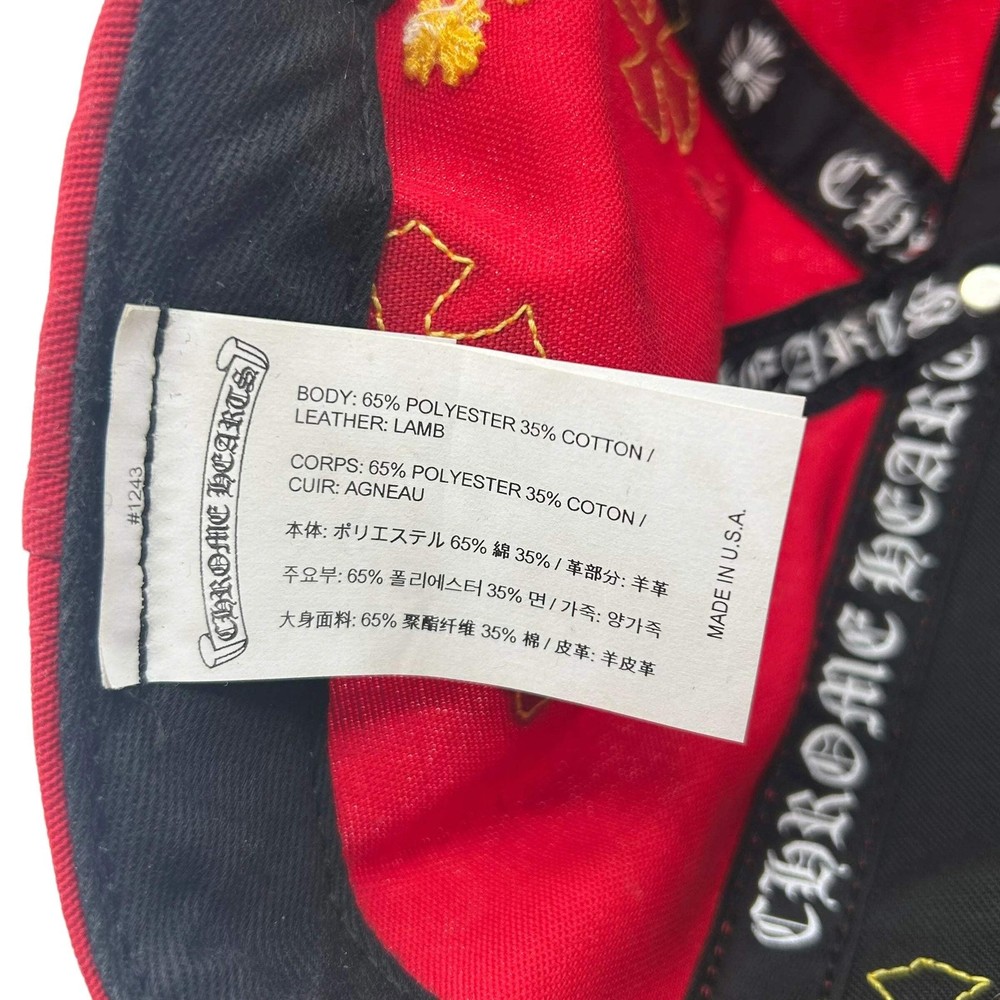 #1243
CHROME HEARTS
BODY: 65% POLYESTER 35% COTTON /
LEATHER: LAMB
CORPS: 65% POLYESTER 35% COTON /
CUIR: AGNEAU
本体: ポリエステル 65% 綿 35% / 革部分: 羊革
주요부: 65% 폴리에스터 35% 면 / 가죽: 양가죽
大身面料: 65% 聚酯纤维 35% 棉 / 皮革: 羊皮革
MADE IN U.S.A.
CH
EARTS
CHROME HEART